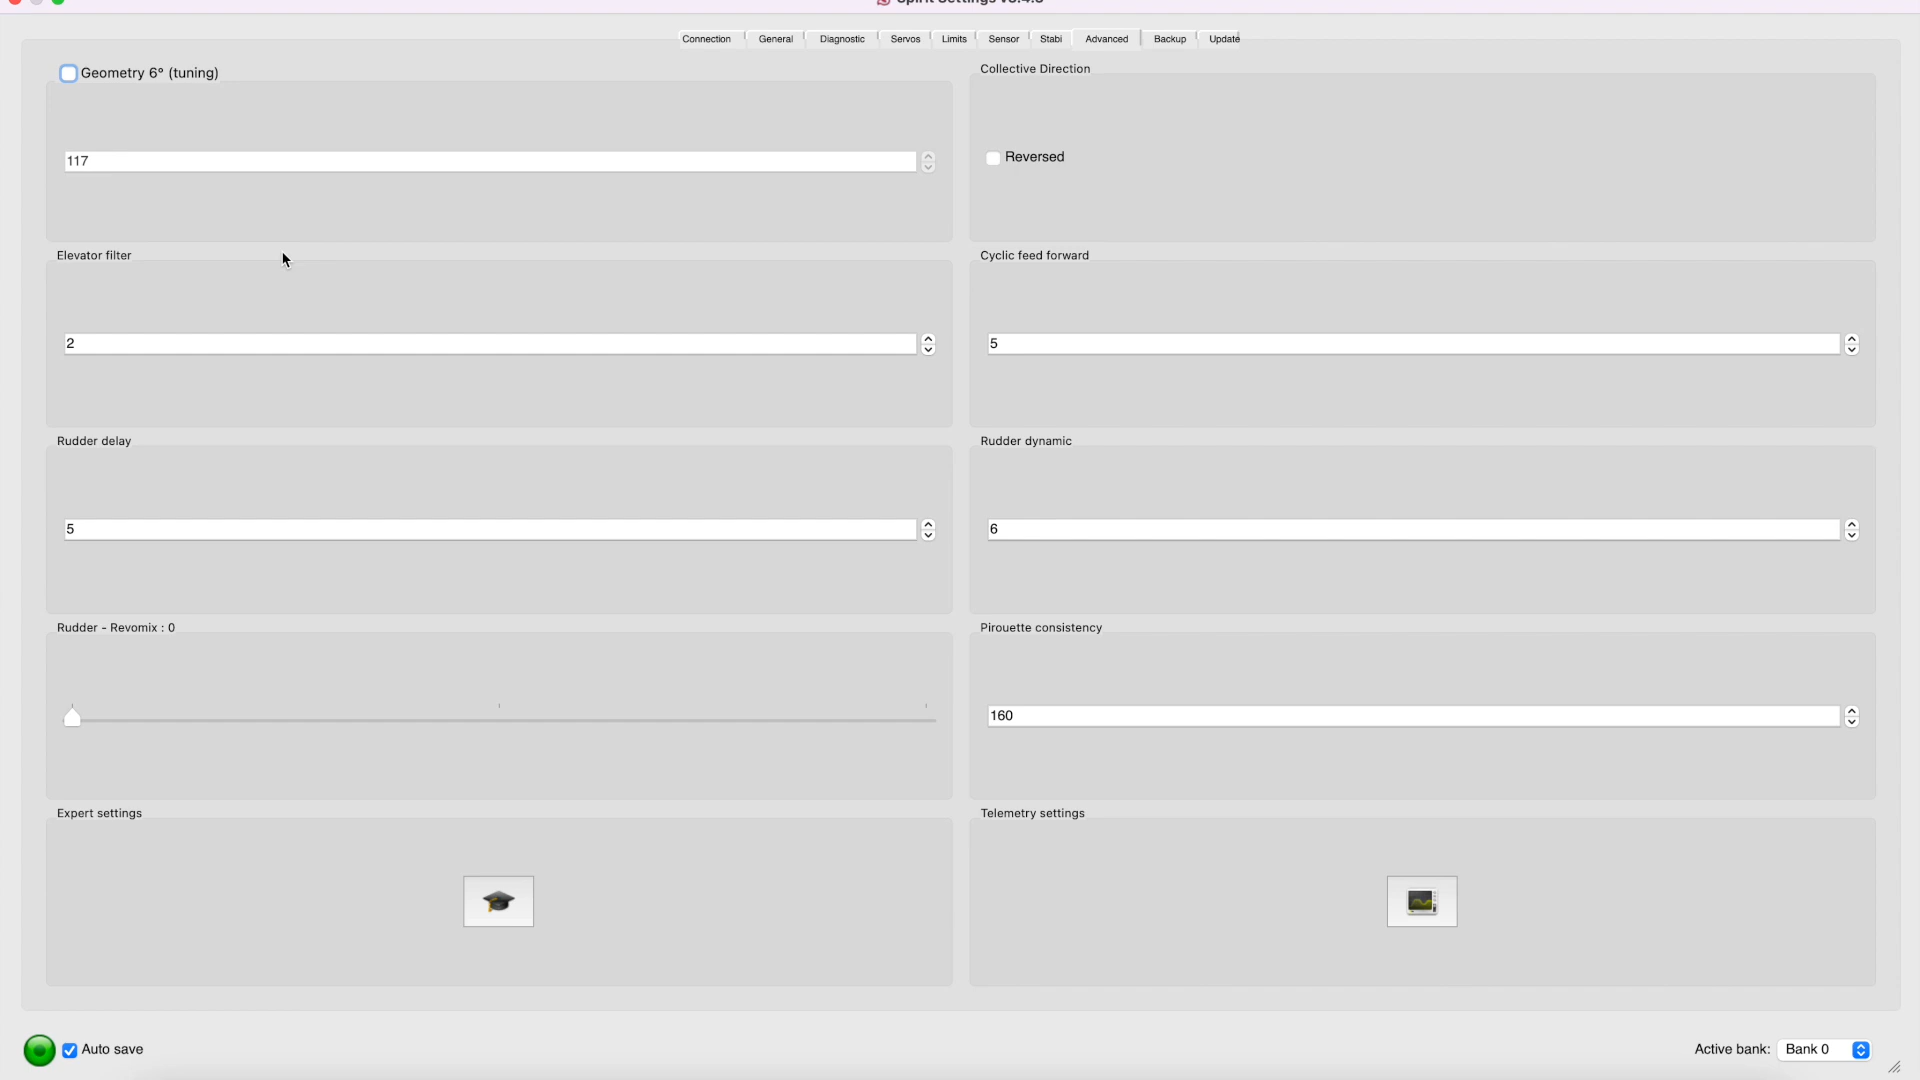 Connection General Diagnostic Servos Limits Sensor Stabi Advanced Backup Update
Geometry 6° (tuning)
117
Collective Direction
Reversed
Elevator filter
2
Cyclic feed forward
5
Rudder delay
5
Rudder dynamic
6
Rudder - Revomix : 0
Pirouette consistency
160
Expert settings
Telemetry settings
Auto save
Active bank: Bank 0